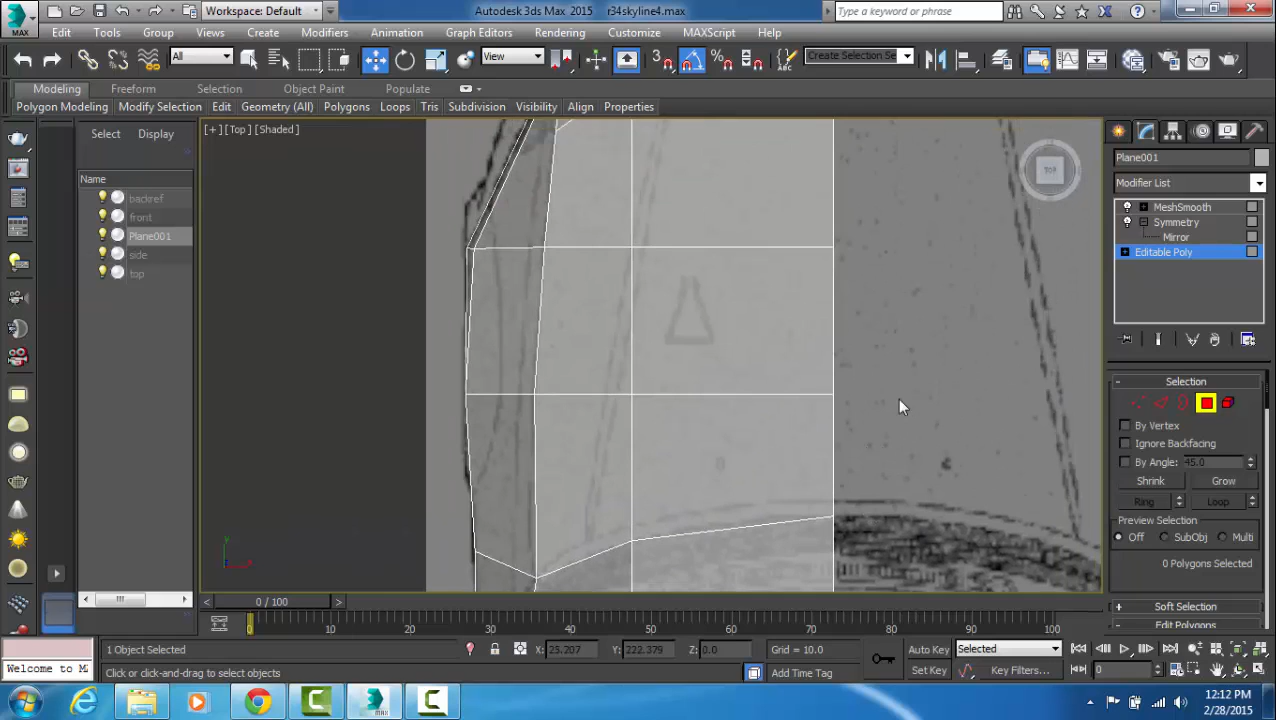 MAX
Workspace: Default
Autodesk 3ds Max 2015 r34skyline4.max
Type a keyword or phrase
Edit Tools Group Views Create Modifiers Animation Graph Editors Rendering Customize MAXScript Help
All
View
3
Create Selection Se
Modeling Freeform Selection Object Paint Populate
Polygon Modeling Modify Selection Edit Geometry (All) Polygons Loops Tris Subdivision Visibility Align Properties
Select Display
Name
backref
front
Plane001
side
top
[+] [Top] [Shaded]
TOP
y
x
Plane001
Modifier List
MeshSmooth
Symmetry
Mirror
Editable Poly
Selection
By Vertex
Ignore Backfacing
By Angle: 45.0
Shrink Grow
Ring Loop
Preview Selection
Off SubObj Multi
0 Polygons Selected
Soft Selection
Edit Polygons
0 / 100
0 10 20 30 40 50 60 70 80 90 100
1 Object Selected X: 25.207 Y: 222.379 Z: 0.0 Grid = 10.0 Auto Key Selected
Welcome to M Click or click-and-drag to select objects Add Time Tag Set Key Key Filters... 0
12:12 PM
2/28/2015